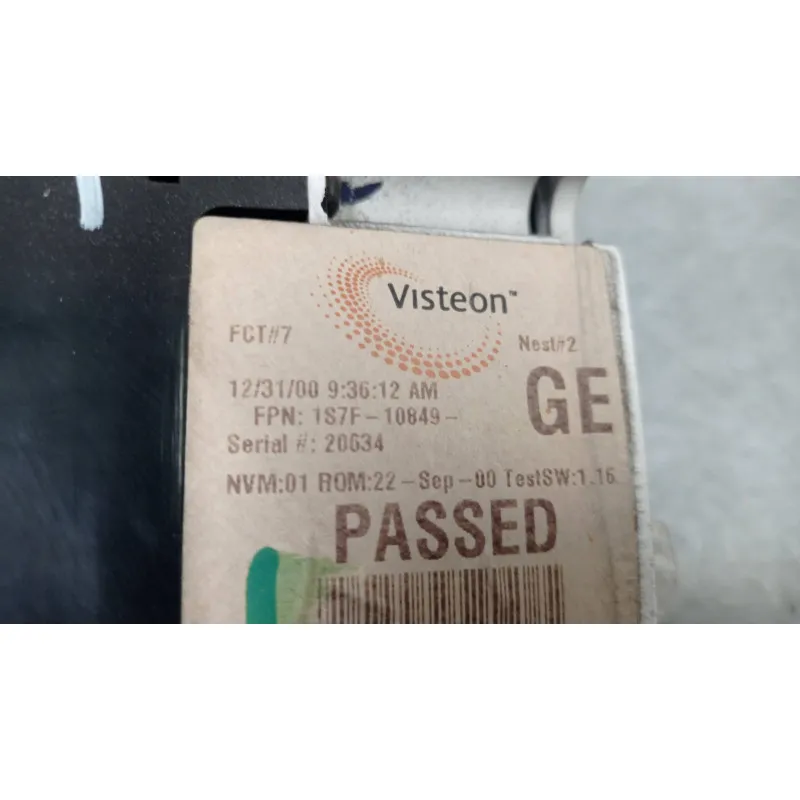 Visteon™
FCT#7
Nest#2
12/31/00 9:36:12 AM
GE
FPN: 1S7F-10849-
Serial #: 20634
NVM:01 ROM:22-Sep-00 TestSW:1.16
PASSED